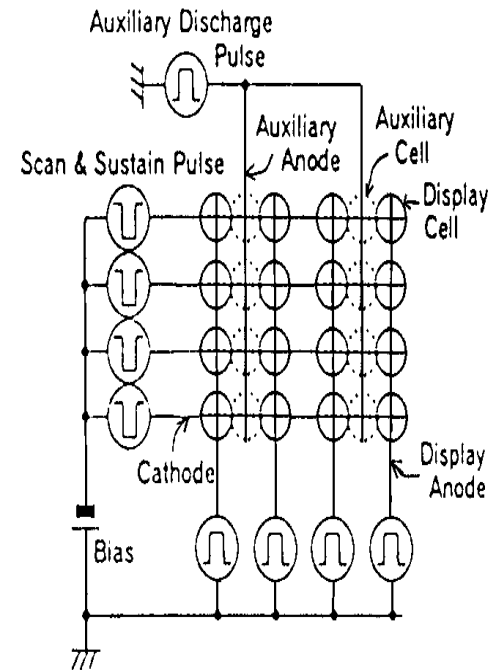 Auxiliary Discharge
Pulse
Auxiliary
Anode
Auxiliary
Cell
Scan & Sustain Pulse
Display
Cell
Cathode
Display
Anode
Bias